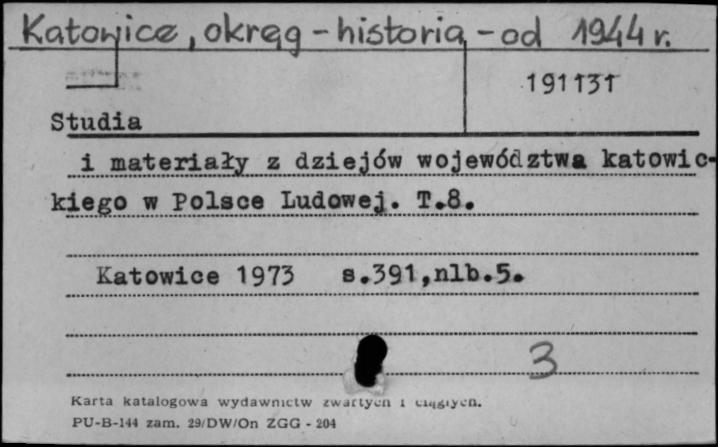 Katowice, okręg - historia - od 1944 r.
191131
Studia
i materiały z dziejów województwa katowic-
kiego w Polsce Ludowej. T.8.
Katowice 1973 s.391,nlb.5.
3
Karta katalogowa wydawnictw zwartych i ciągłych.
PU-B-144 zam. 29/DW/On ZGG - 204